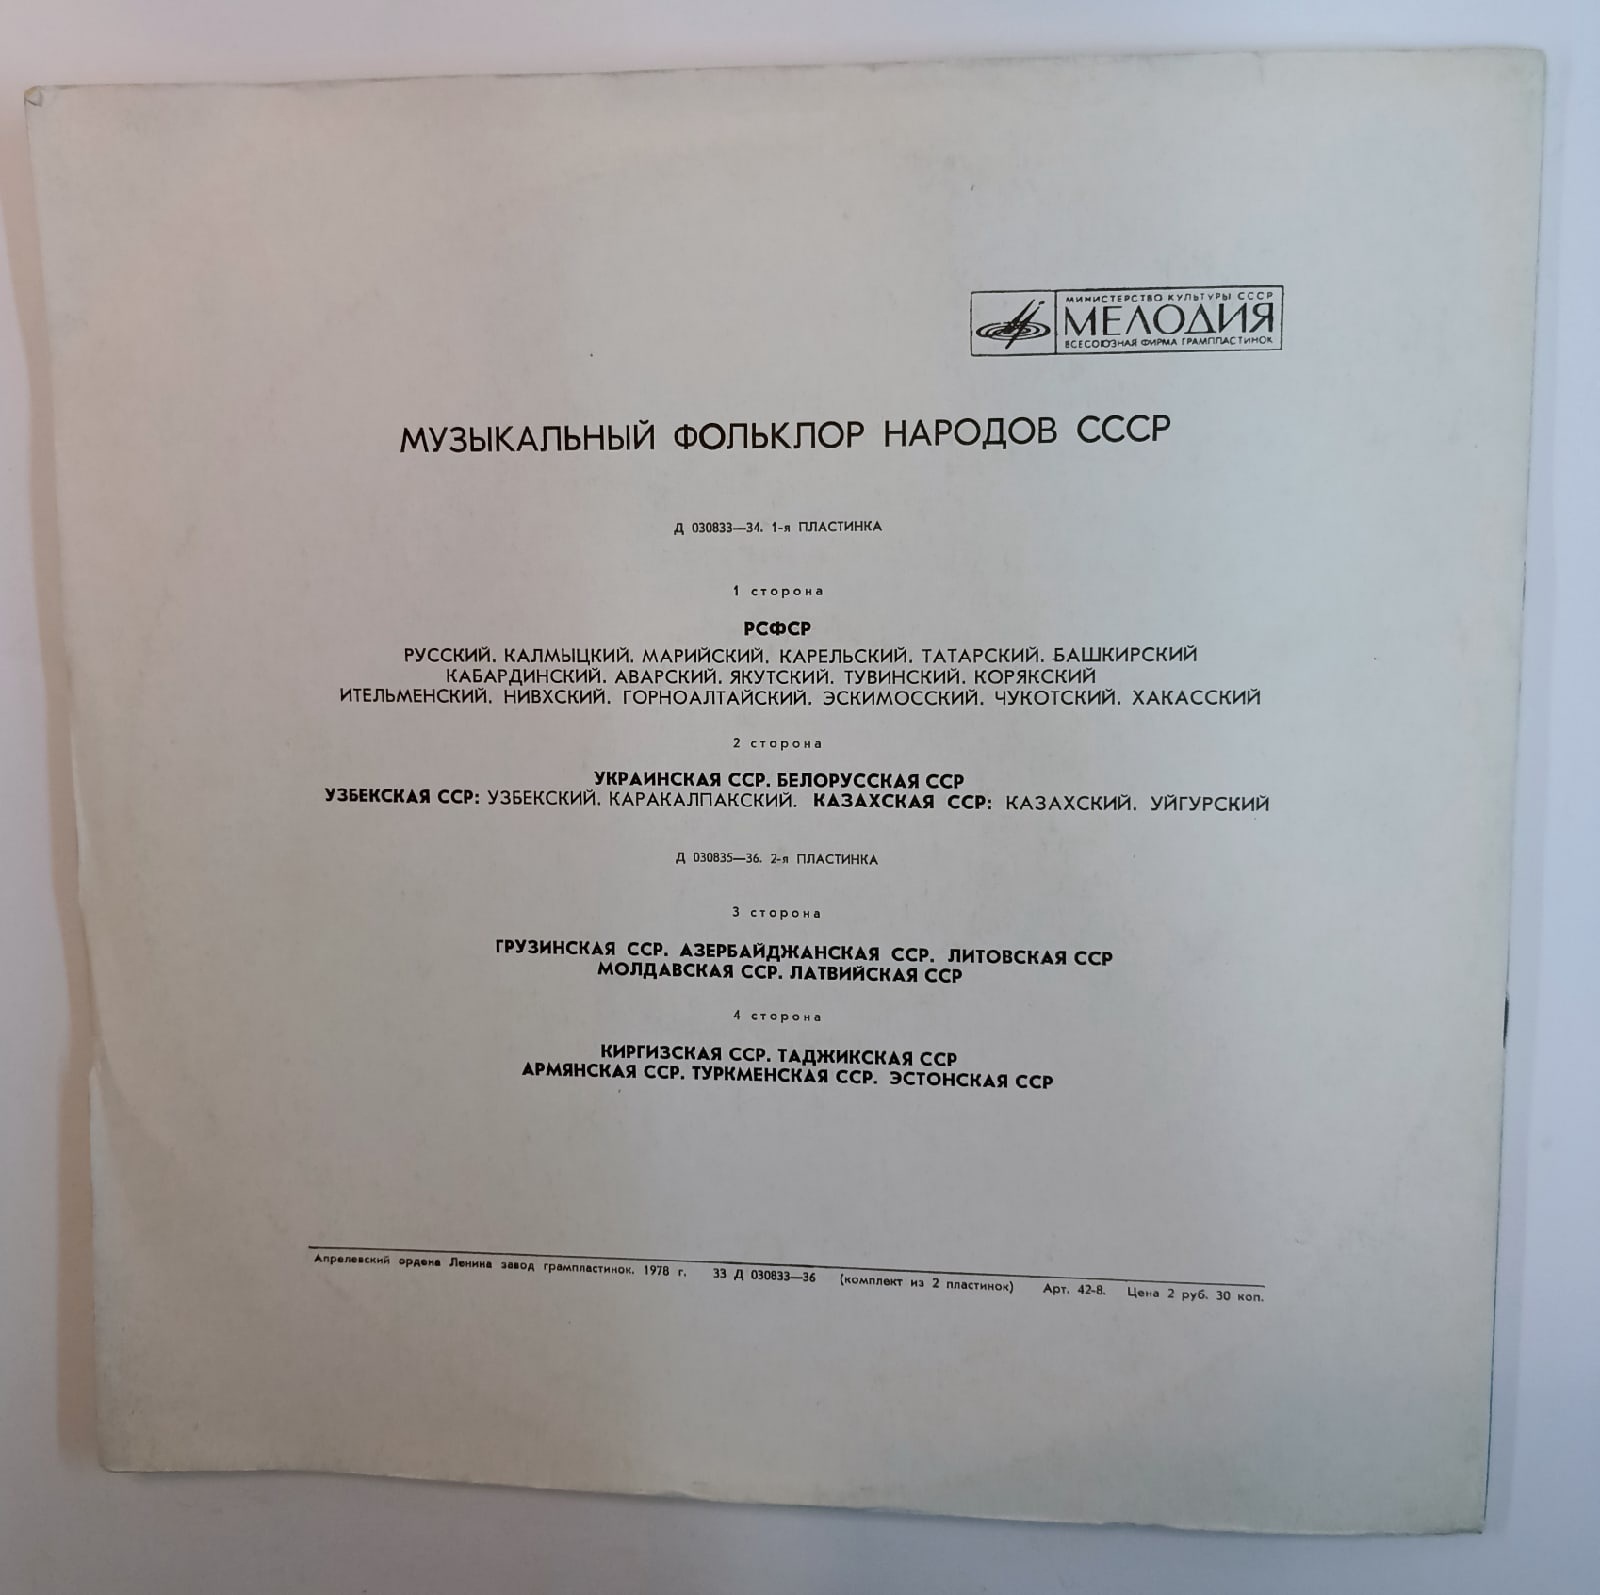 МИНИСТЕРСТВО КУЛЬТУРЫ СССР
МЕЛОДИЯ
ВСЕСОЮЗНАЯ ФИРМА ГРАМПЛАСТИНОК
МУЗЫКАЛЬНЫЙ ФОЛЬКЛОР НАРОДОВ СССР
Д 030833—34. 1-я ПЛАСТИНКА
1 сторона
РСФСР
РУССКИЙ. КАЛМЫЦКИЙ. МАРИЙСКИЙ. КАРЕЛЬСКИЙ. ТАТАРСКИЙ. БАШКИРСКИЙ
КАБАРДИНСКИЙ. АВАРСКИЙ. ЯКУТСКИЙ. ТУВИНСКИЙ. КОРЯКСКИЙ
ИТЕЛЬМЕНСКИЙ. НИВХСКИЙ. ГОРНОАЛТАЙСКИЙ. ЭСКИМОССКИЙ. ЧУКОТСКИЙ. ХАКАССКИЙ
2 сторона
УКРАИНСКАЯ ССР. БЕЛОРУССКАЯ ССР
УЗБЕКСКАЯ ССР: УЗБЕКСКИЙ. КАРАКАЛПАКСКИЙ. КАЗАХСКАЯ ССР: КАЗАХСКИЙ. УЙГУРСКИЙ
Д 030835—36. 2-я ПЛАСТИНКА
3 сторона
ГРУЗИНСКАЯ ССР. АЗЕРБАЙДЖАНСКАЯ ССР. ЛИТОВСКАЯ ССР
МОЛДАВСКАЯ ССР. ЛАТВИЙСКАЯ ССР
4 сторона
КИРГИЗСКАЯ ССР. ТАДЖИКСКАЯ ССР
АРМЯНСКАЯ ССР. ТУРКМЕНСКАЯ ССР. ЭСТОНСКАЯ ССР
Апрелевский ордена Ленина завод грампластинок. 1978 г. 33 Д 030833—36 (комплект из 2 пластинок) Арт. 42-8. Цена 2 руб. 30 коп.